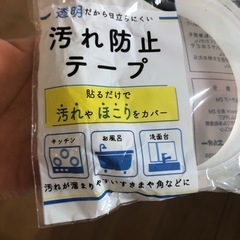 透明だから目立ちにくい
汚れ防止
テープ
貼るだけで
汚れやほこりをカバー
キッチン
お風呂
洗面台
汚れが溜まりやすいすきまや角などに